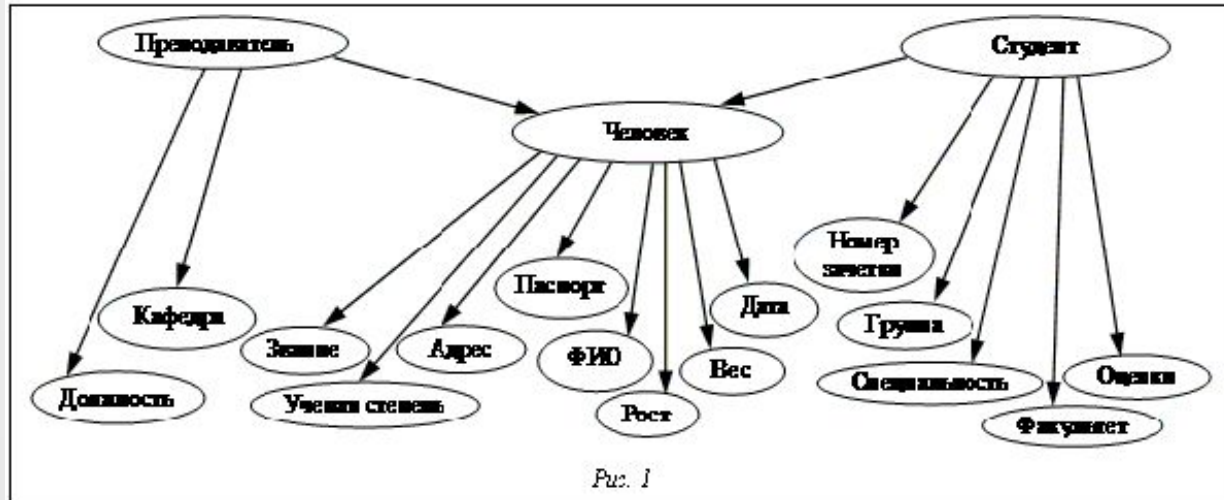 Преподаватель
Студент
Человек
Номер
зачетки
Паспорт
Дата
Кафедра
Группа
Звание
Адрес
ФИО
Вес
Специальность
Оценки
Должность
Ученая степень
Рост
Факультет
Рис. 1